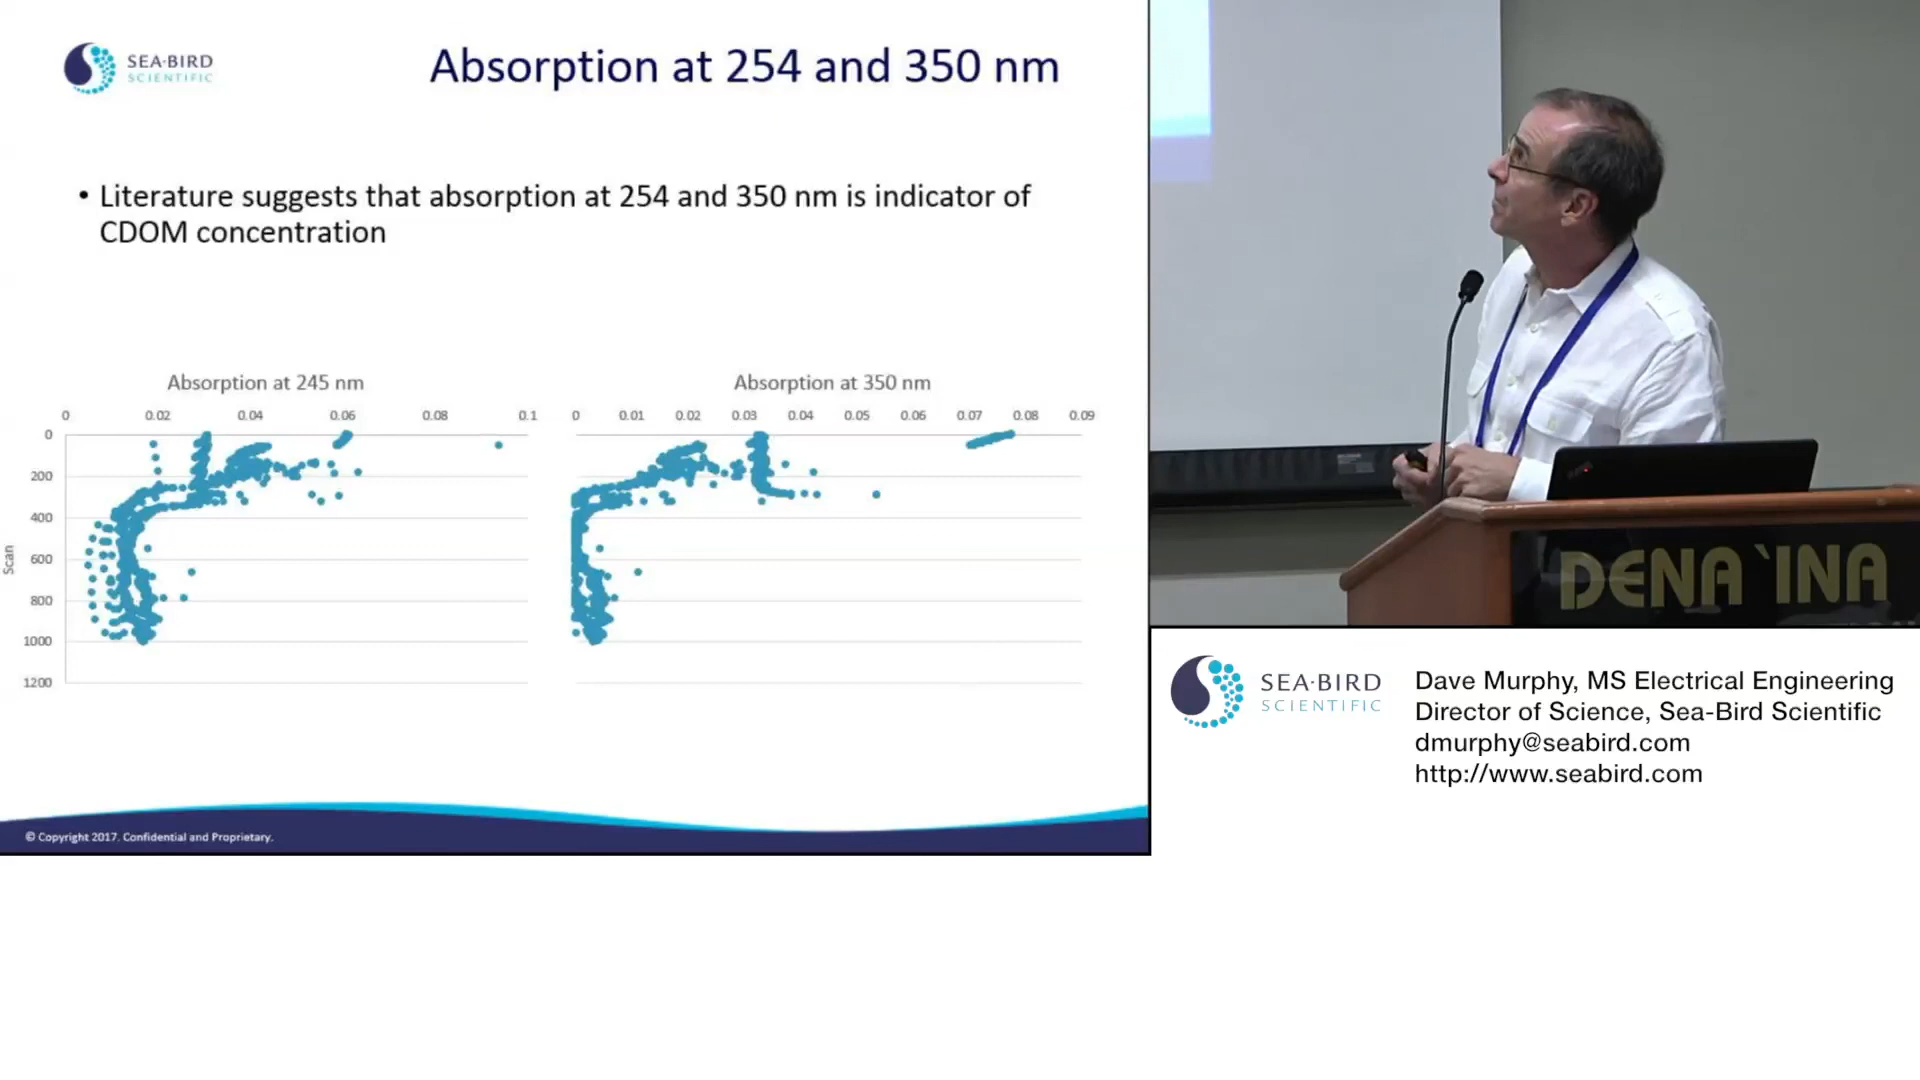 SEA·BIRD
SCIENTIFIC
Absorption at 254 and 350 nm
• Literature suggests that absorption at 254 and 350 nm is indicator of
CDOM concentration
Absorption at 245 nm
0 0.02 0.04 0.06 0.08 0.1
0
200
400
600
800
1000
1200
Scan
Absorption at 350 nm
0 0.01 0.02 0.03 0.04 0.05 0.06 0.07 0.08 0.09
© Copyright 2017. Confidential and Proprietary.
DENA`INA
SEA·BIRD
SCIENTIFIC
Dave Murphy, MS Electrical Engineering
Director of Science, Sea-Bird Scientific
dmurphy@seabird.com
http://www.seabird.com